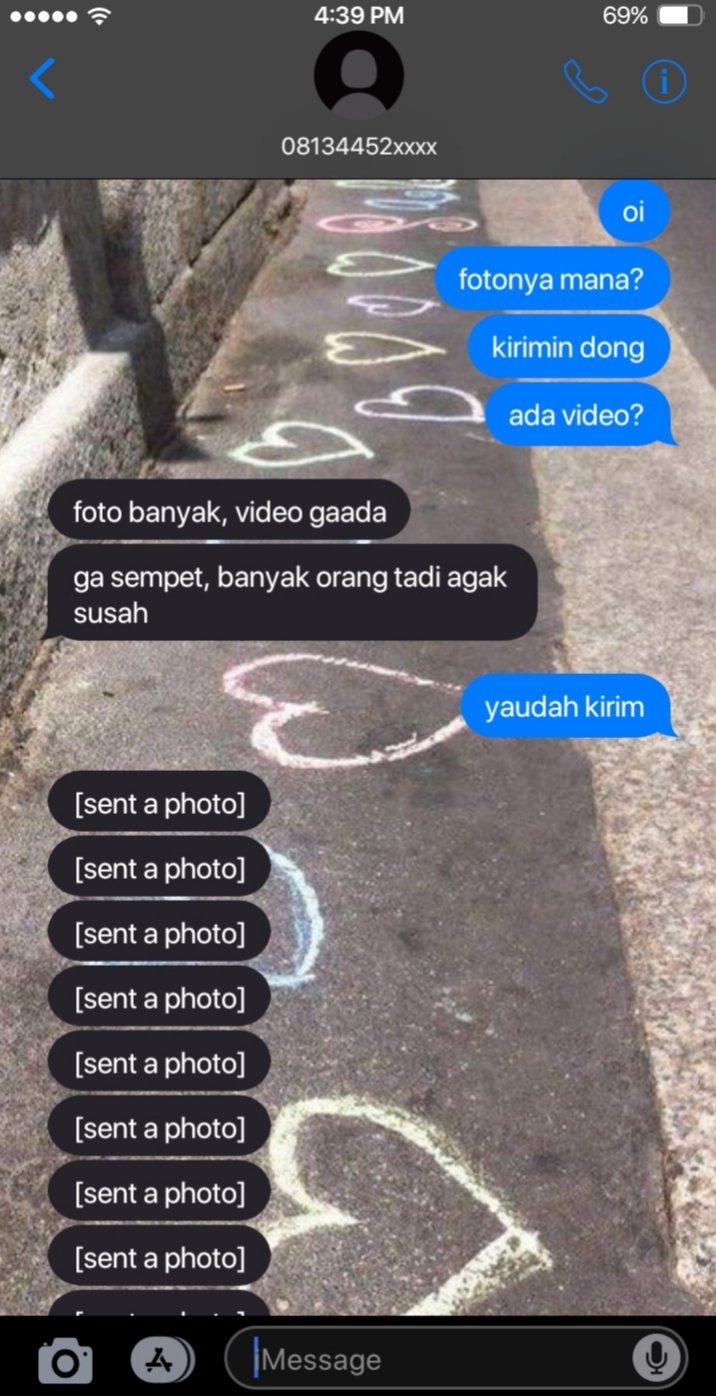 4:39 PM
69%
08134452xxxx
oi
fotonya mana?
kirimin dong
ada video?
foto banyak, video gaada
ga sempet, banyak orang tadi agak
susah
yaudah kirim
[sent a photo]
[sent a photo]
[sent a photo]
[sent a photo]
[sent a photo]
[sent a photo]
[sent a photo]
[sent a photo]
iMessage